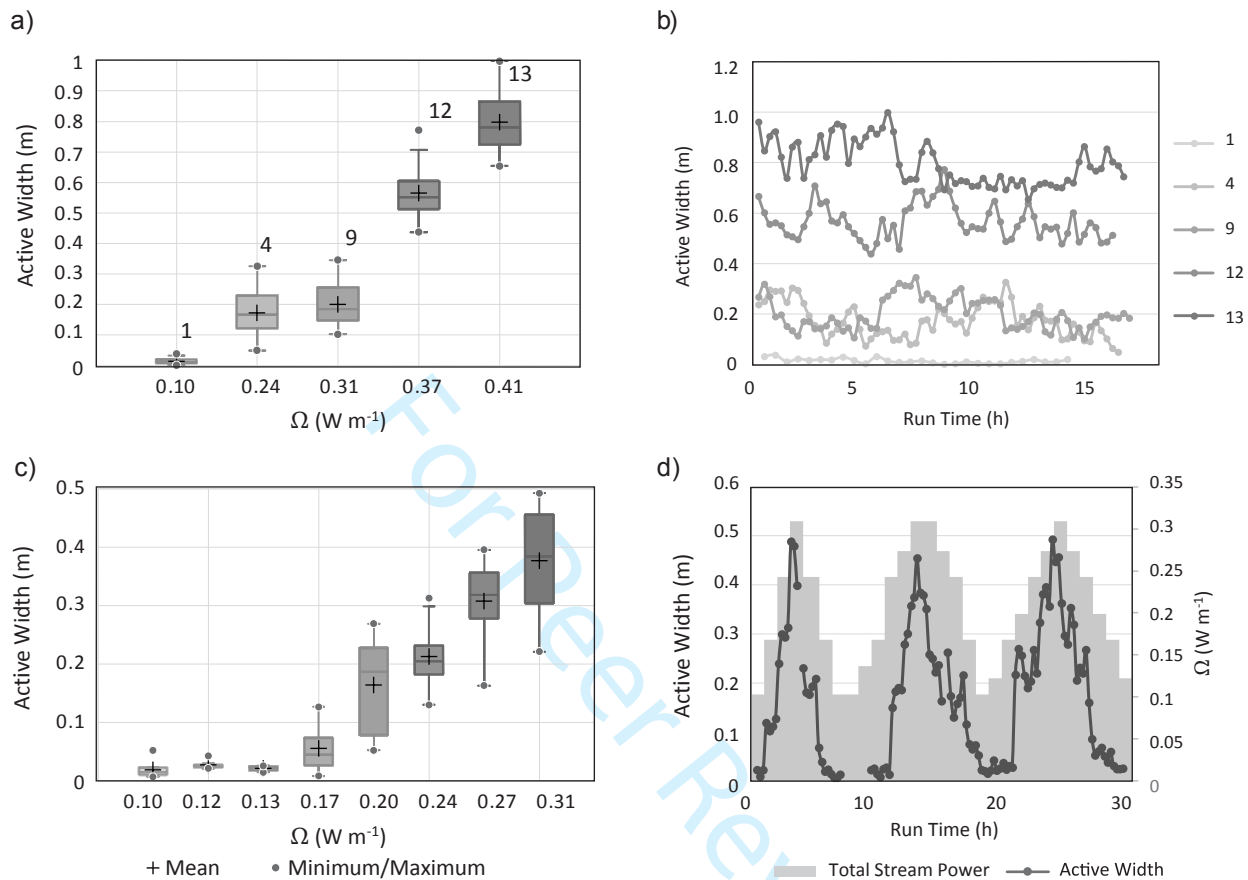 a)
1
0.9
0.8
0.7
0.6
0.5
0.4
0.3
0.2
0.1
0
Active Width (m)
1
4
9
12
13
0.10 0.24 0.31 0.37 0.41
Ω (W m-1)
b)
1.2
1.0
0.8
0.6
0.4
0.2
0
Active Width (m)
0 5 10 15
Run Time (h)
1
4
9
12
13
c)
0.5
0.4
0.3
0.2
0.1
0
Active Width (m)
0.10 0.12 0.13 0.17 0.20 0.24 0.27 0.31
Ω (W m-1)
+ Mean
Minimum/Maximum
d)
0.6
0.5
0.4
0.3
0.2
0.1
0
Active Width (m)
0.35
0.3
0.25
0.2
0.15
0.1
0.05
0
Ω (W m-1)
0 10 20 30
Run Time (h)
Total Stream Power
Active Width
For Peer Rev